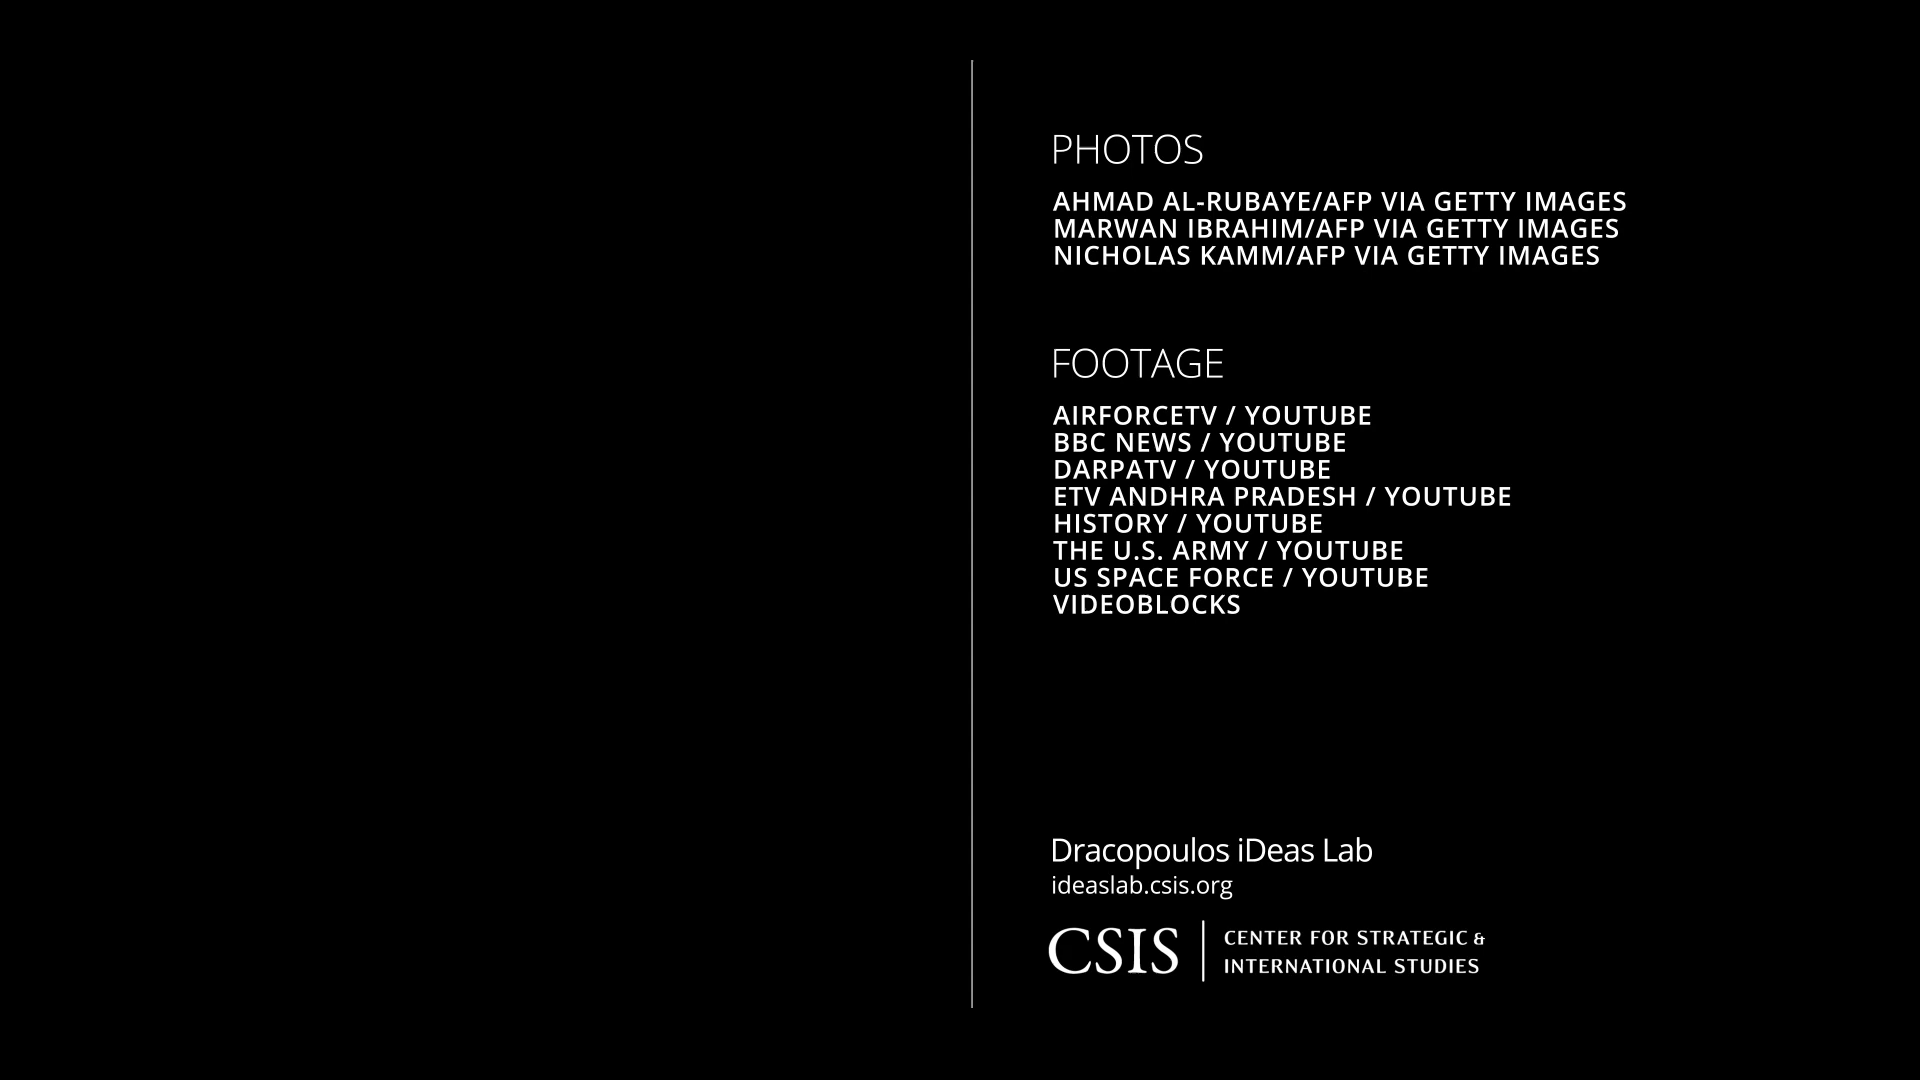 PHOTOS
AHMAD AL-RUBAYE/AFP VIA GETTY IMAGES
MARWAN IBRAHIM/AFP VIA GETTY IMAGES
NICHOLAS KAMM/AFP VIA GETTY IMAGES
FOOTAGE
AIRFORCETV / YOUTUBE
BBC NEWS / YOUTUBE
DARPATV / YOUTUBE
ETV ANDHRA PRADESH / YOUTUBE
HISTORY / YOUTUBE
THE U.S. ARMY / YOUTUBE
US SPACE FORCE / YOUTUBE
VIDEOBLOCKS
Dracopoulos iDeas Lab
ideaslab.csis.org
CSIS
CENTER FOR STRATEGIC &
INTERNATIONAL STUDIES